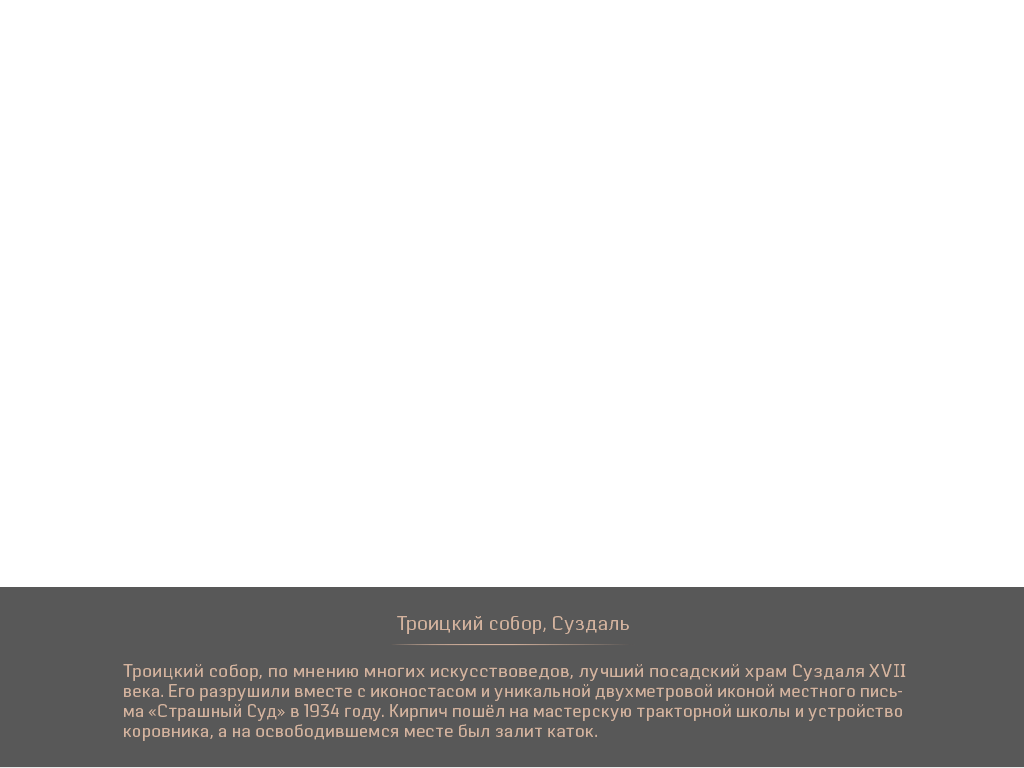 Троицкий собор, Суздаль
Троицкий собор, по мнению многих искусствоведов, лучший посадский храм Суздаля XVII
века. Его разрушили вместе с иконостасом и уникальной двухметровой иконой местного пись-
ма «Страшный Суд» в 1934 году. Кирпич пошёл на мастерскую тракторной школы и устройство
коровника, а на освободившемся месте был залит каток.